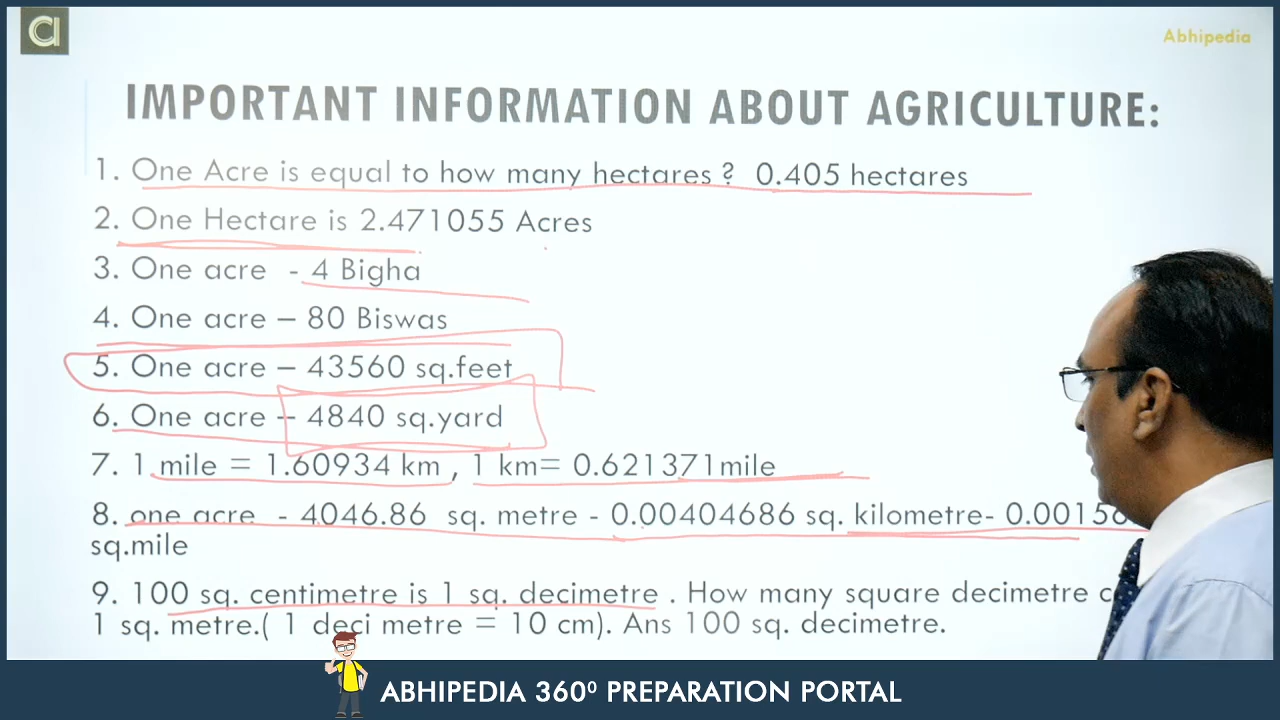 a
Abhipedia
IMPORTANT INFORMATION ABOUT AGRICULTURE:
1. One Acre is equal to how many hectares ? 0.405 hectares
2. One Hectare is 2.471055 Acres
3. One acre - 4 Bigha
4. One acre – 80 Biswas
5. One acre – 43560 sq.feet
6. One acre – 4840 sq.yard
7. 1 mile = 1.60934 km , 1 km= 0.621371mile
8. one acre - 4046.86 sq. metre - 0.00404686 sq. kilometre-
sq.mile
9. 100 sq. centimetre is 1 sq. decimetre . How many square decimetre
1 sq. metre.( 1 deci metre = 10 cm). Ans 100 sq. decimetre.
ABHIPEDIA 360⁰ PREPARATION PORTAL